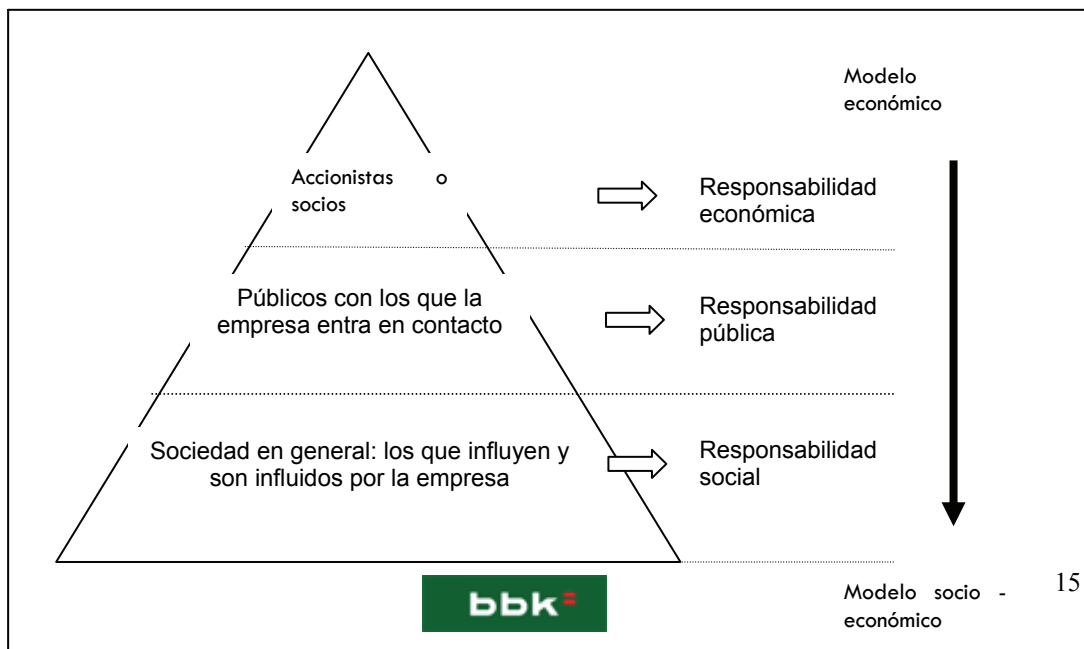 Modelo
económico
Accionistas o
socios
Responsabilidad
económica
Públicos con los que la
empresa entra en contacto
Responsabilidad
pública
Sociedad en general: los que influyen y
son influidos por la empresa
Responsabilidad
social
bbk=
Modelo socio -
económico
15